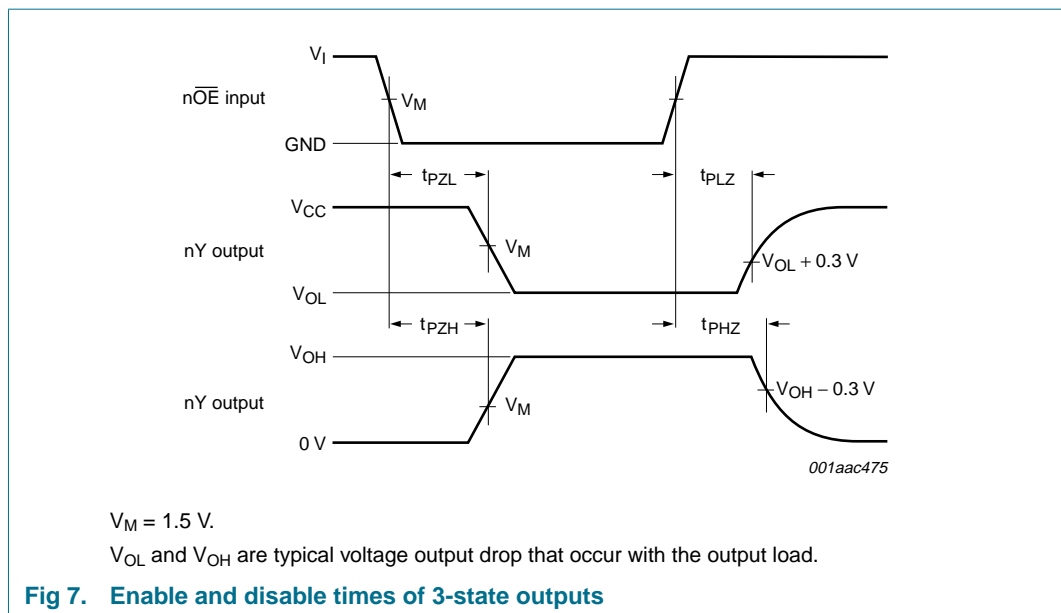 VI
nOE input
VM
GND
tPZL
tPLZ
VCC
nY output
VM
VOL + 0.3 V
VOL
tPZH
tPHZ
VOH
VOH − 0.3 V
nY output
VM
0 V
001aac475
VM = 1.5 V.
VOL and VOH are typical voltage output drop that occur with the output load.
Fig 7. Enable and disable times of 3-state outputs